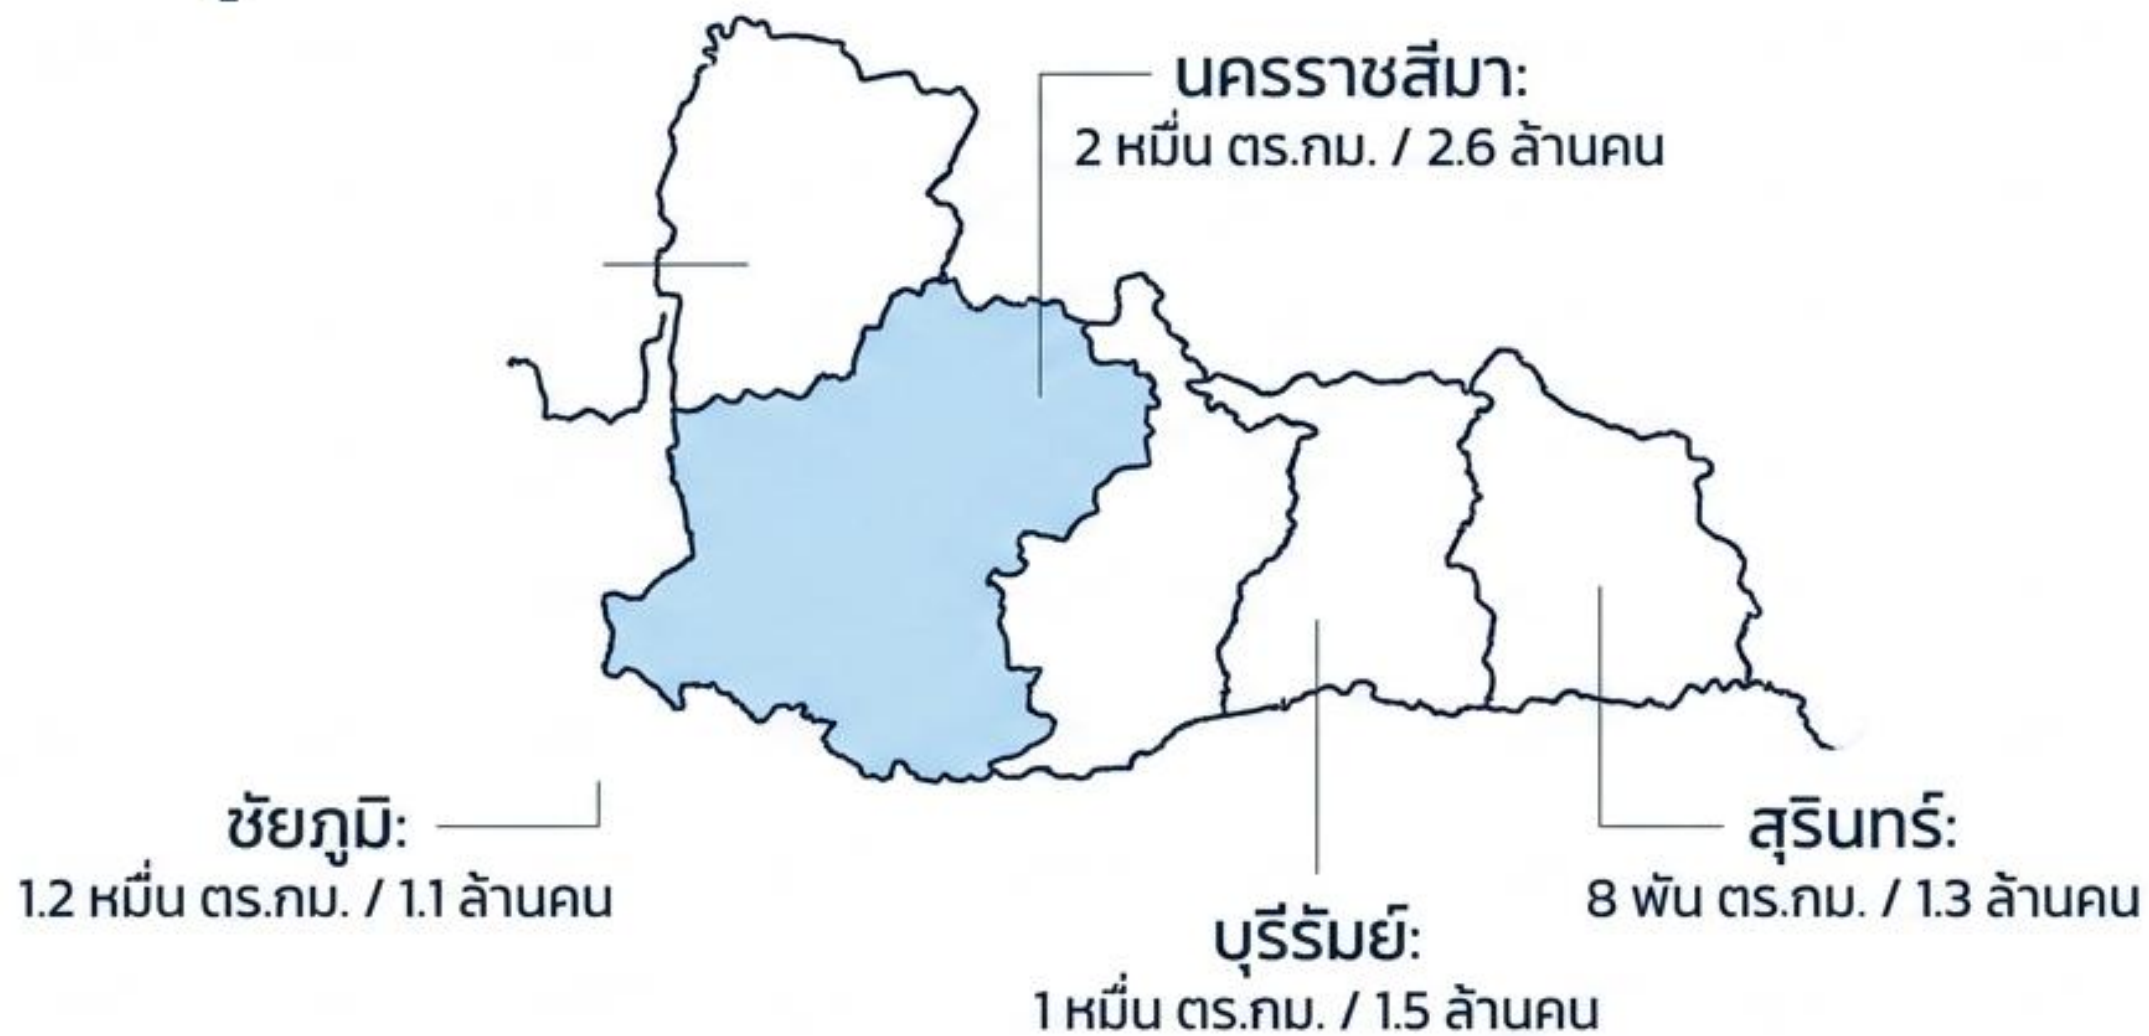 นครราชสีมา:
2 หมื่น ตร.กม. / 2.6 ล้านคน
ชัยภูมิ:
1.2 หมื่น ตร.กม. / 1.1 ล้านคน
สุรินทร์:
8 พัน ตร.กม. / 1.3 ล้านคน
บุรีรัมย์:
1 หมื่น ตร.กม. / 1.5 ล้านคน